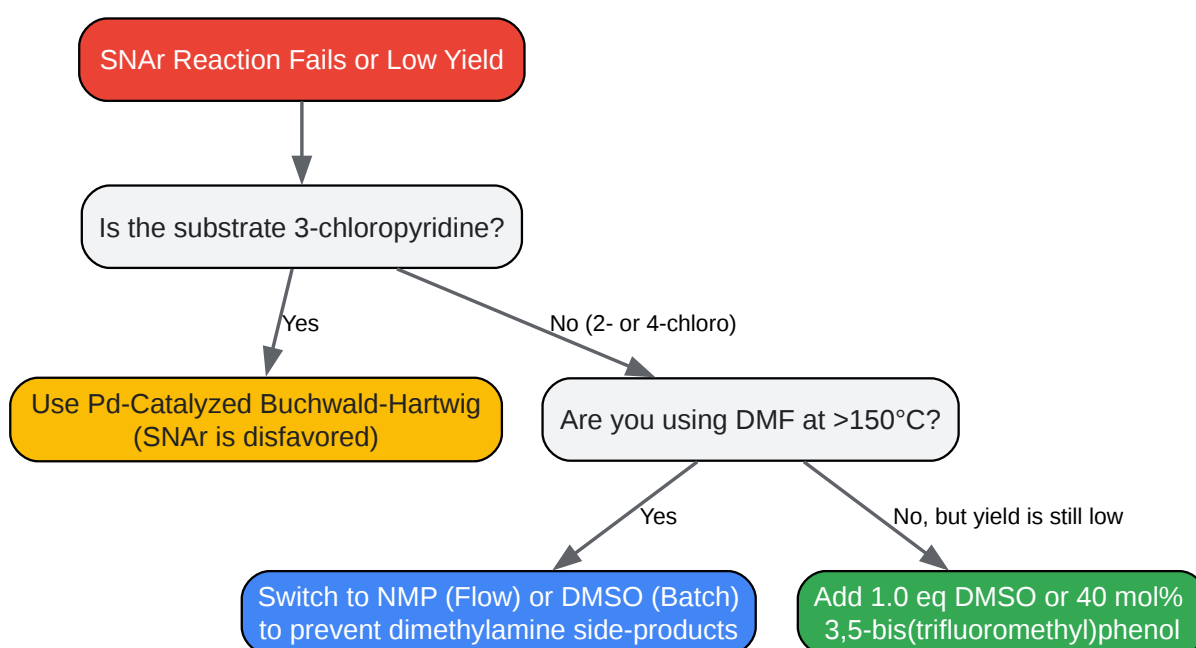 SNAr Reaction Fails or Low Yield
Is the substrate 3-chloropyridine?
Yes
No (2- or 4-chloro)
Use Pd-Catalyzed Buchwald-Hartwig
(SNAr is disfavored)
Are you using DMF at >150°C?
Yes
No, but yield is still low
Switch to NMP (Flow) or DMSO (Batch)
to prevent dimethylamine side-products
Add 1.0 eq DMSO or 40 mol%
3,5-bis(trifluoromethyl)phenol